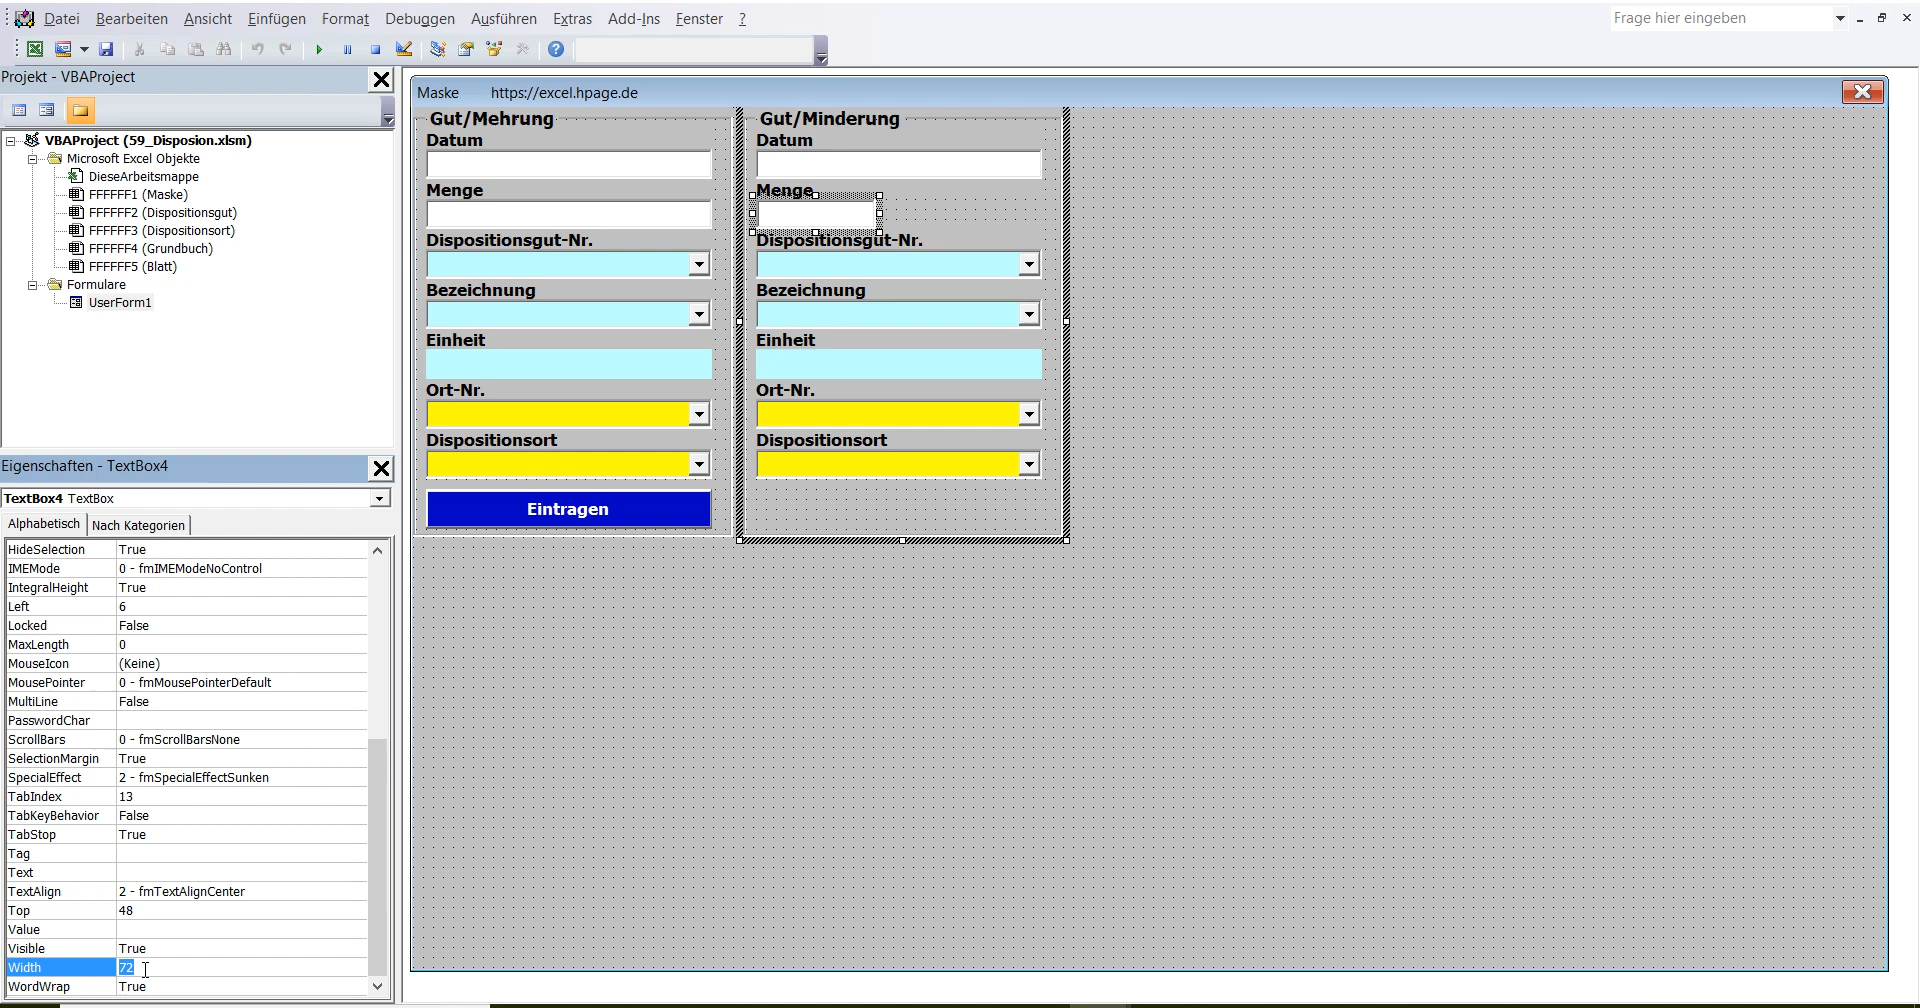 Datei Bearbeiten Ansicht Einfügen Format Debuggen Ausführen Extras Add-Ins Fenster ? Frage hier eingeben
Projekt - VBAProject
VBAProject (59_Disposion.xlsm)
Microsoft Excel Objekte
DieseArbeitsmappe
FFFFFF1 (Maske)
FFFFFF2 (Dispositionsgut)
FFFFFF3 (Dispositionsort)
FFFFFF4 (Grundbuch)
FFFFFF5 (Blatt)
Formulare
UserForm1
Eigenschaften - TextBox4
TextBox4 TextBox
Alphabetisch Nach Kategorien
HideSelection True
IMEMode 0 - fmIMEModeNoControl
IntegralHeight True
Left 6
Locked False
MaxLength 0
MouseIcon (Keine)
MousePointer 0 - fmMousePointerDefault
MultiLine False
PasswordChar
ScrollBars 0 - fmScrollBarsNone
SelectionMargin True
SpecialEffect 2 - fmSpecialEffectSunken
TabIndex 13
TabKeyBehavior False
TabStop True
Tag
Text
TextAlign 2 - fmTextAlignCenter
Top 48
Value
Visible True
Width 72
WordWrap True
Maske https://excel.hpage.de
Gut/Mehrung
Datum
Menge
Dispositionsgut-Nr.
Bezeichnung
Einheit
Ort-Nr.
Dispositionsort
Eintragen
Gut/Minderung
Datum
Menge
Dispositionsgut-Nr.
Bezeichnung
Einheit
Ort-Nr.
Dispositionsort